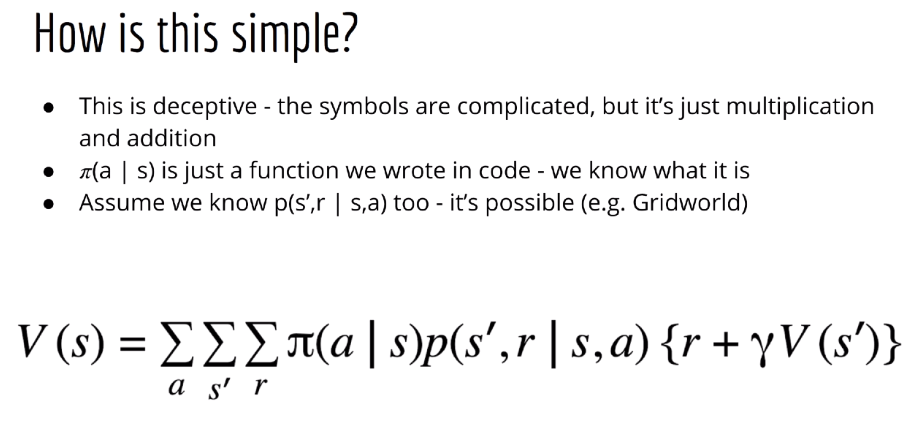 How is this simple?
● This is deceptive - the symbols are complicated, but it's just multiplication
and addition
● π(a | s) is just a function we wrote in code - we know what it is
● Assume we know p(s',r | s,a) too - it's possible (e.g. Gridworld)
V(s) = ∑∑∑π(a | s)p(s′,r | s,a) {r + γV(s′)}
a s′ r